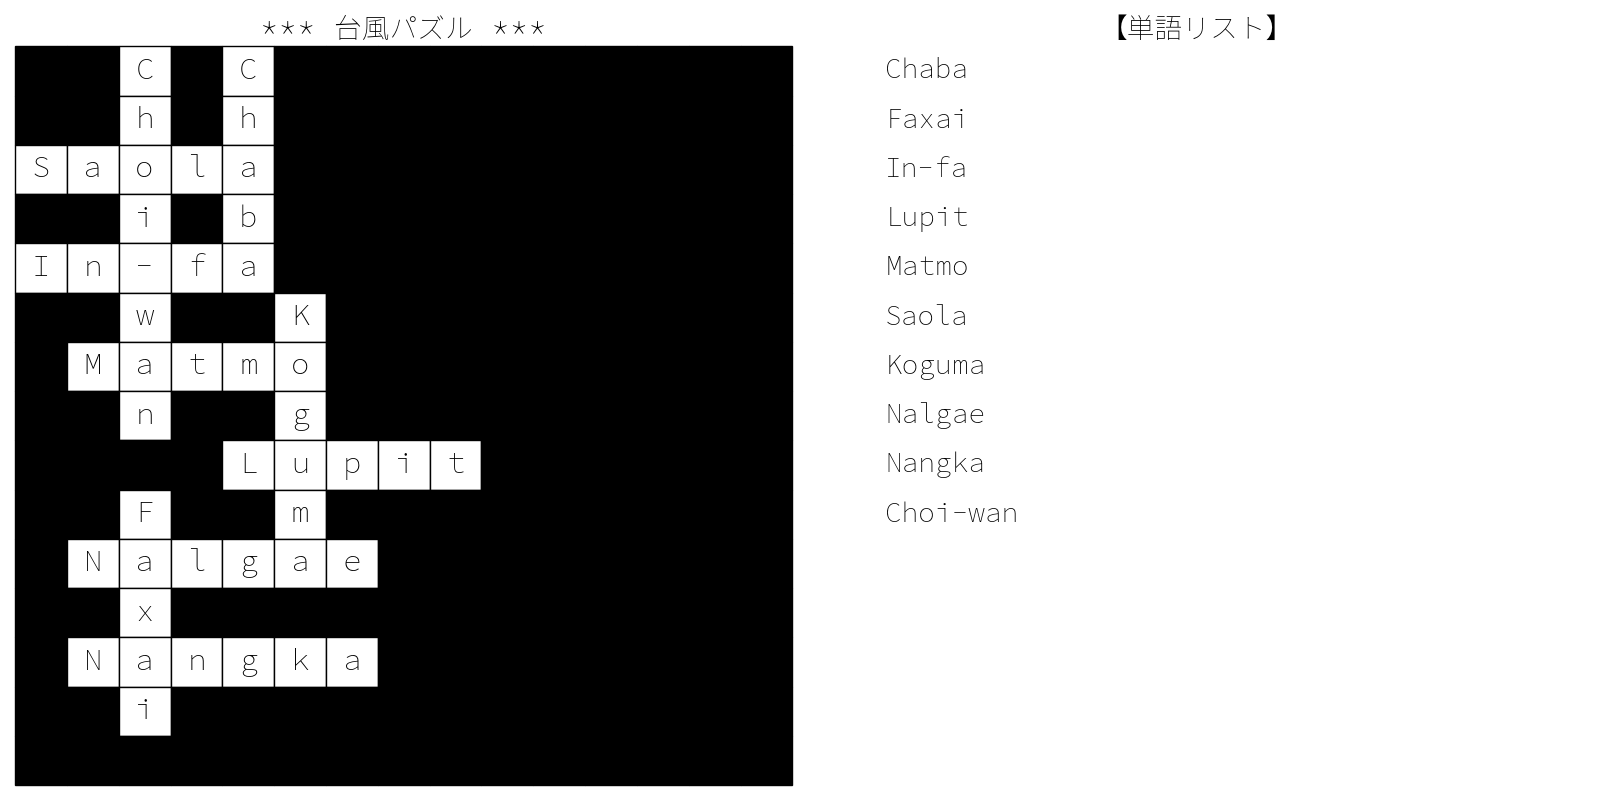 *** 台風パズル ***
【単語リスト】
C C
h h
S a o l a
i b
I n - f a
w K
M a t m o
n g
L u p i t
F m
N a l g a e
x
N a n g k a
i
Chaba
Faxai
In-fa
Lupit
Matmo
Saola
Koguma
Nalgae
Nangka
Choi-wan